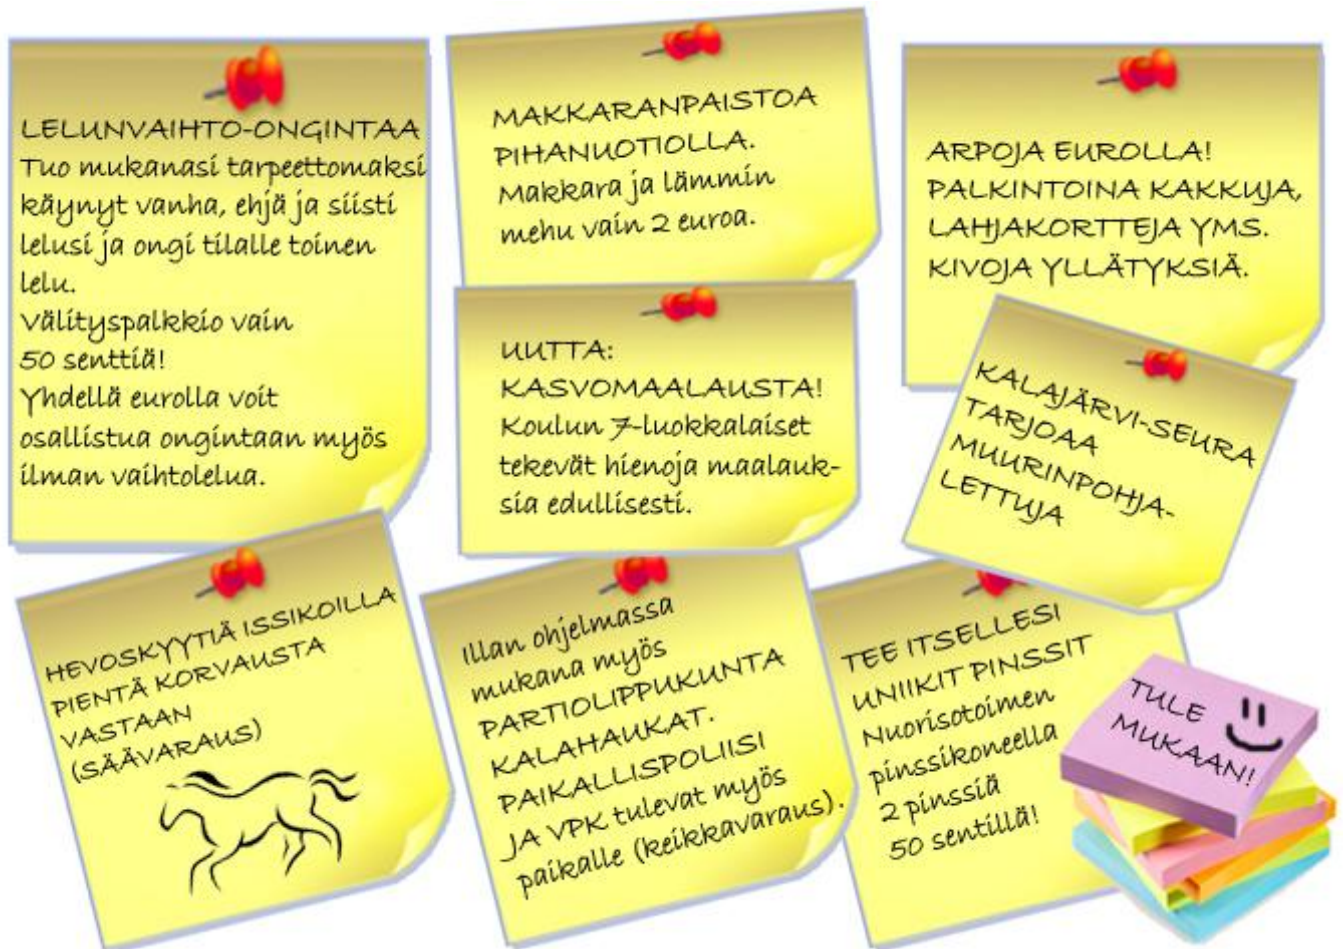 LELUNVAIHTO-ONGINTAA
Tuo mukanasi tarpeettomaksi
käynyt vanha, ehjä ja siisti
lelusi ja ongi tilalle toinen
lelu.
Välityspalkkio vain
50 senttiä!
Yhdellä eurolla voit
osallistua ongintaan myös
ilman vaihtolelua.
MAKKARANPAISTOA
PIHANUOTIOLLA.
Makkara ja lämmin
mehu vain 2 euroa.
ARPOJA EUROLLA!
PALKINTOINA KAKKUJA,
LAHJAKORTTEJA YMS.
KIVOJA YLLÄTYKSIÄ.
UUTTA:
KASVOMAALAUSTA!
Koulun 7-luokkalaiset
tekevät hienoja maalauk-
sia edullisesti.
KALAJÄRVI-SEURA
TARJOAA
MUURINPOHJA-
LETTUJA
HEVOSKYYTIÄ ISSIKOILLA
PIENTÄ KORVAUSTA
VASTAAN
(SÄÄVARAUS)
Illan ohjelmassa
mukana myös
PARTIOLIPPUKUNTA
KALAHAUKAT.
PAIKALLISPOLIISI
JA VPK tulevat myös
paikalle (keikkavaraus).
TEE ITSELLESI
UNIIKIT PINSSIT
Nuorisotoimen
pinssikoneella
2 pinssiä
50 sentillä!
TULE
MUKAAN!